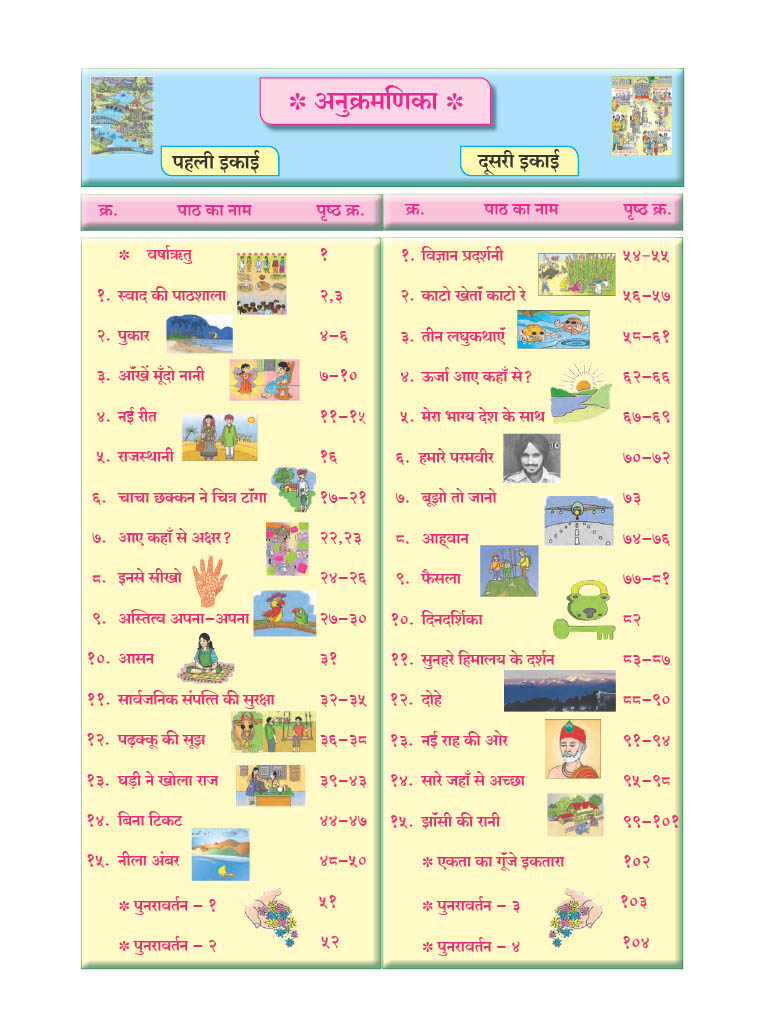 ✽ अनुक्रमणिका ✽
पहली इकाई
क्र. पाठ का नाम पृष्ठ क्र.
✽ वर्षाऋतु १
१. स्वाद की पाठशाला २,३
२. पुकार ४-६
३. आँखें मूँदो नानी ७-१०
४. नई रीत ११-१५
५. राजस्थानी १६
६. चाचा छक्कन ने चित्र टाँगा १७-२१
७. आए कहाँ से अक्षर? २२,२३
८. इनसे सीखो २४-२६
९. अस्तित्व अपना-अपना २७-३०
१०. आसन ३१
११. सार्वजनिक संपत्ति की सुरक्षा ३२-३५
१२. पढ़क्कू की सूझ ३६-३८
१३. घड़ी ने खोला राज ३९-४३
१४. बिना टिकट ४४-४७
१५. नीला अंबर ४८-५०
✽ पुनरावर्तन - १ ५१
✽ पुनरावर्तन - २ ५२
दूसरी इकाई
क्र. पाठ का नाम पृष्ठ क्र.
१. विज्ञान प्रदर्शनी ५४-५५
२. काटो खेताँ काटो रे ५६-५७
३. तीन लघुकथाएँ ५८-६१
४. ऊर्जा आए कहाँ से? ६२-६६
५. मेरा भाग्य देश के साथ ६७-६९
६. हमारे परमवीर ७०-७२
७. बूझो तो जानो ७३
८. आह्वान ७४-७६
९. फैसला ७७-८१
१०. दिनदर्शिका ८२
११. सुनहरे हिमालय के दर्शन ८३-८७
१२. दोहे ८८-९०
१३. नई राह की ओर ९१-९४
१४. सारे जहाँ से अच्छा ९५-९८
१५. झाँसी की रानी ९९-१०१
✽ एकता का गूँजे इकतारा १०२
✽ पुनरावर्तन - ३ १०३
✽ पुनरावर्तन - ४ १०४